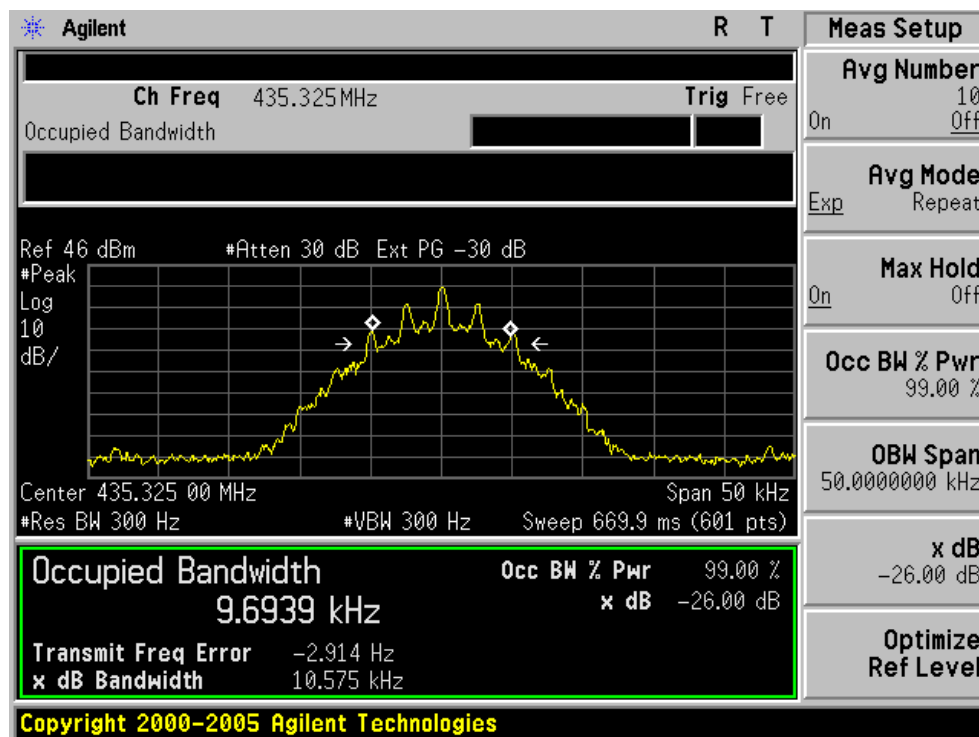 Agilent
R T
Ch Freq 435.325 MHz
Trig Free
Occupied Bandwidth
Ref 46 dBm
#Atten 30 dB
Ext PG -30 dB
#Peak
Log
10
dB/
Center 435.325 00 MHz
Span 50 kHz
#Res BW 300 Hz
#VBW 300 Hz
Sweep 669.9 ms (601 pts)
Occupied Bandwidth
9.6939 kHz
Occ BW % Pwr 99.00 %
x dB -26.00 dB
Transmit Freq Error -2.914 Hz
x dB Bandwidth 10.575 kHz
Meas Setup
Avg Number
10
On Off
Avg Mode
Exp Repeat
Max Hold
On Off
Occ BW % Pwr
99.00 %
OBW Span
50.0000000 kHz
x dB
-26.00 dB
Optimize
Ref Level
Copyright 2000-2005 Agilent Technologies